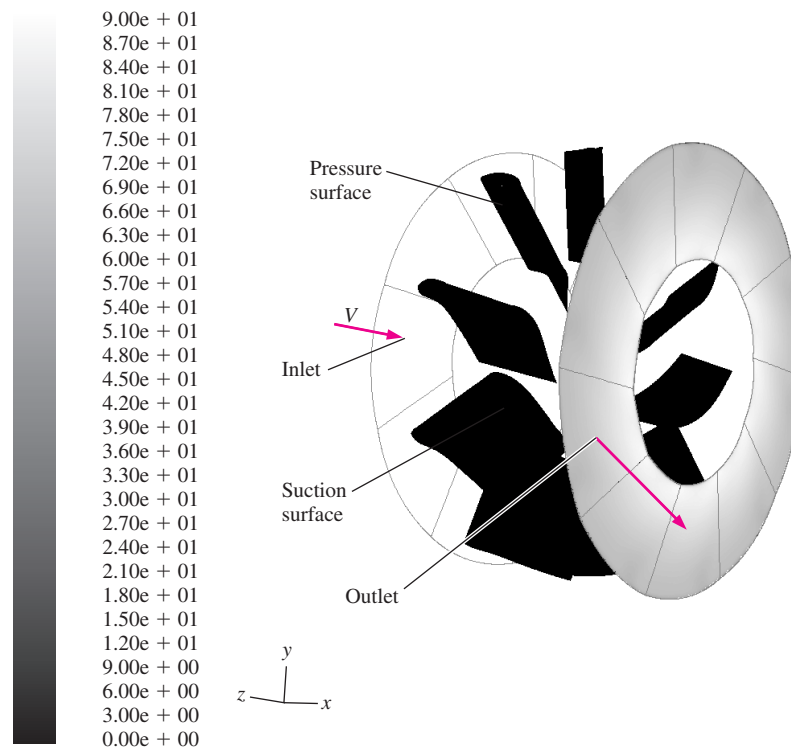 9.00e + 01
8.70e + 01
8.40e + 01
8.10e + 01
7.80e + 01
7.50e + 01
7.20e + 01
6.90e + 01
6.60e + 01
6.30e + 01
6.00e + 01
5.70e + 01
5.40e + 01
5.10e + 01
4.80e + 01
4.50e + 01
4.20e + 01
3.90e + 01
3.60e + 01
3.30e + 01
3.00e + 01
2.70e + 01
2.40e + 01
2.10e + 01
1.80e + 01
1.50e + 01
1.20e + 01
9.00e + 00
6.00e + 00
3.00e + 00
0.00e + 00
Pressure
surface
V
Inlet
Suction
surface
Outlet
y
z
x